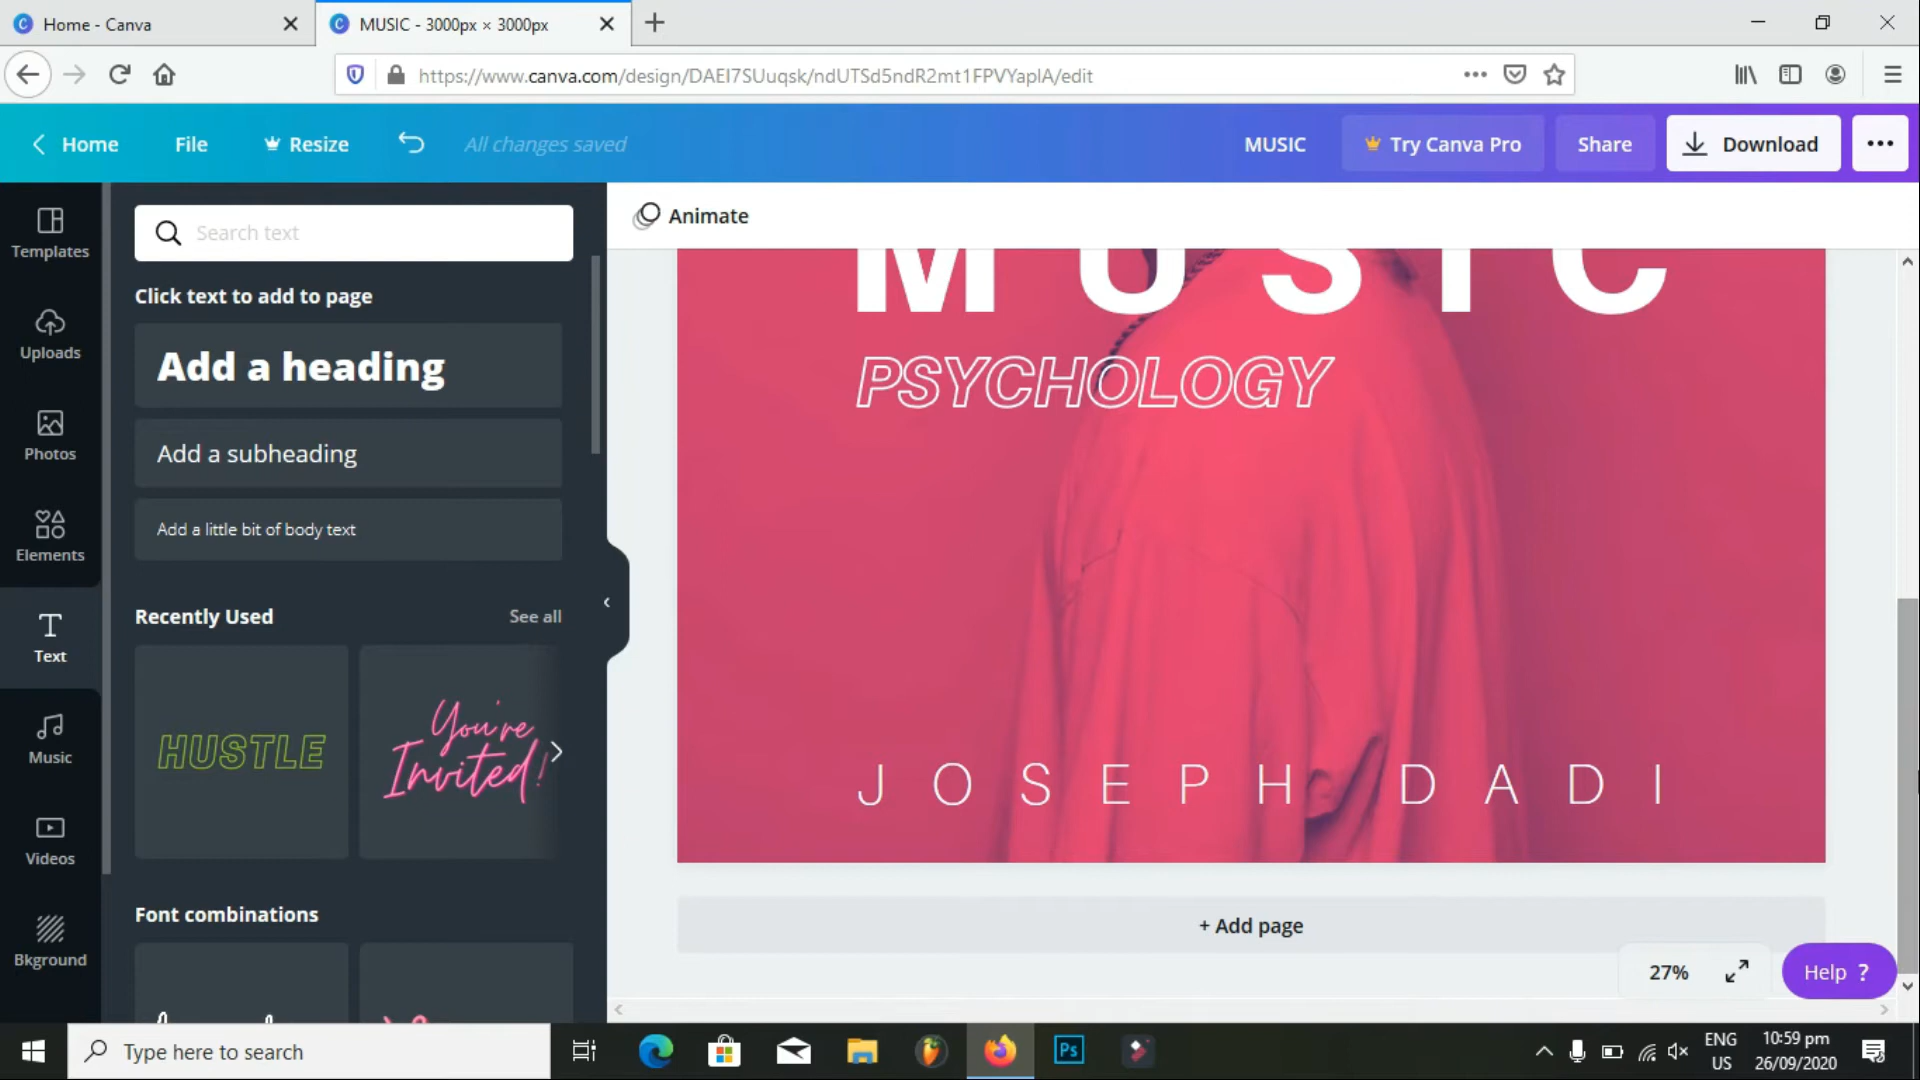 Home - Canva
MUSIC - 3000px × 3000px
https://www.canva.com/design/DAEI7SUuqsk/ndUTSd5ndR2mt1FPVYaplA/edit
Home
File
Resize
All changes saved
MUSIC
Try Canva Pro
Share
Download
Templates
Uploads
Photos
Elements
Text
Music
Videos
Bkground
Search text
Click text to add to page
Add a heading
Add a subheading
Add a little bit of body text
Recently Used
See all
HUSTLE
You're
Invited!
Font combinations
Animate
MUSIC
PSYCHOLOGY
JOSEPH DADI
+ Add page
27%
Help ?
Type here to search
Ps
ENG
US
10:59 pm
26/09/2020